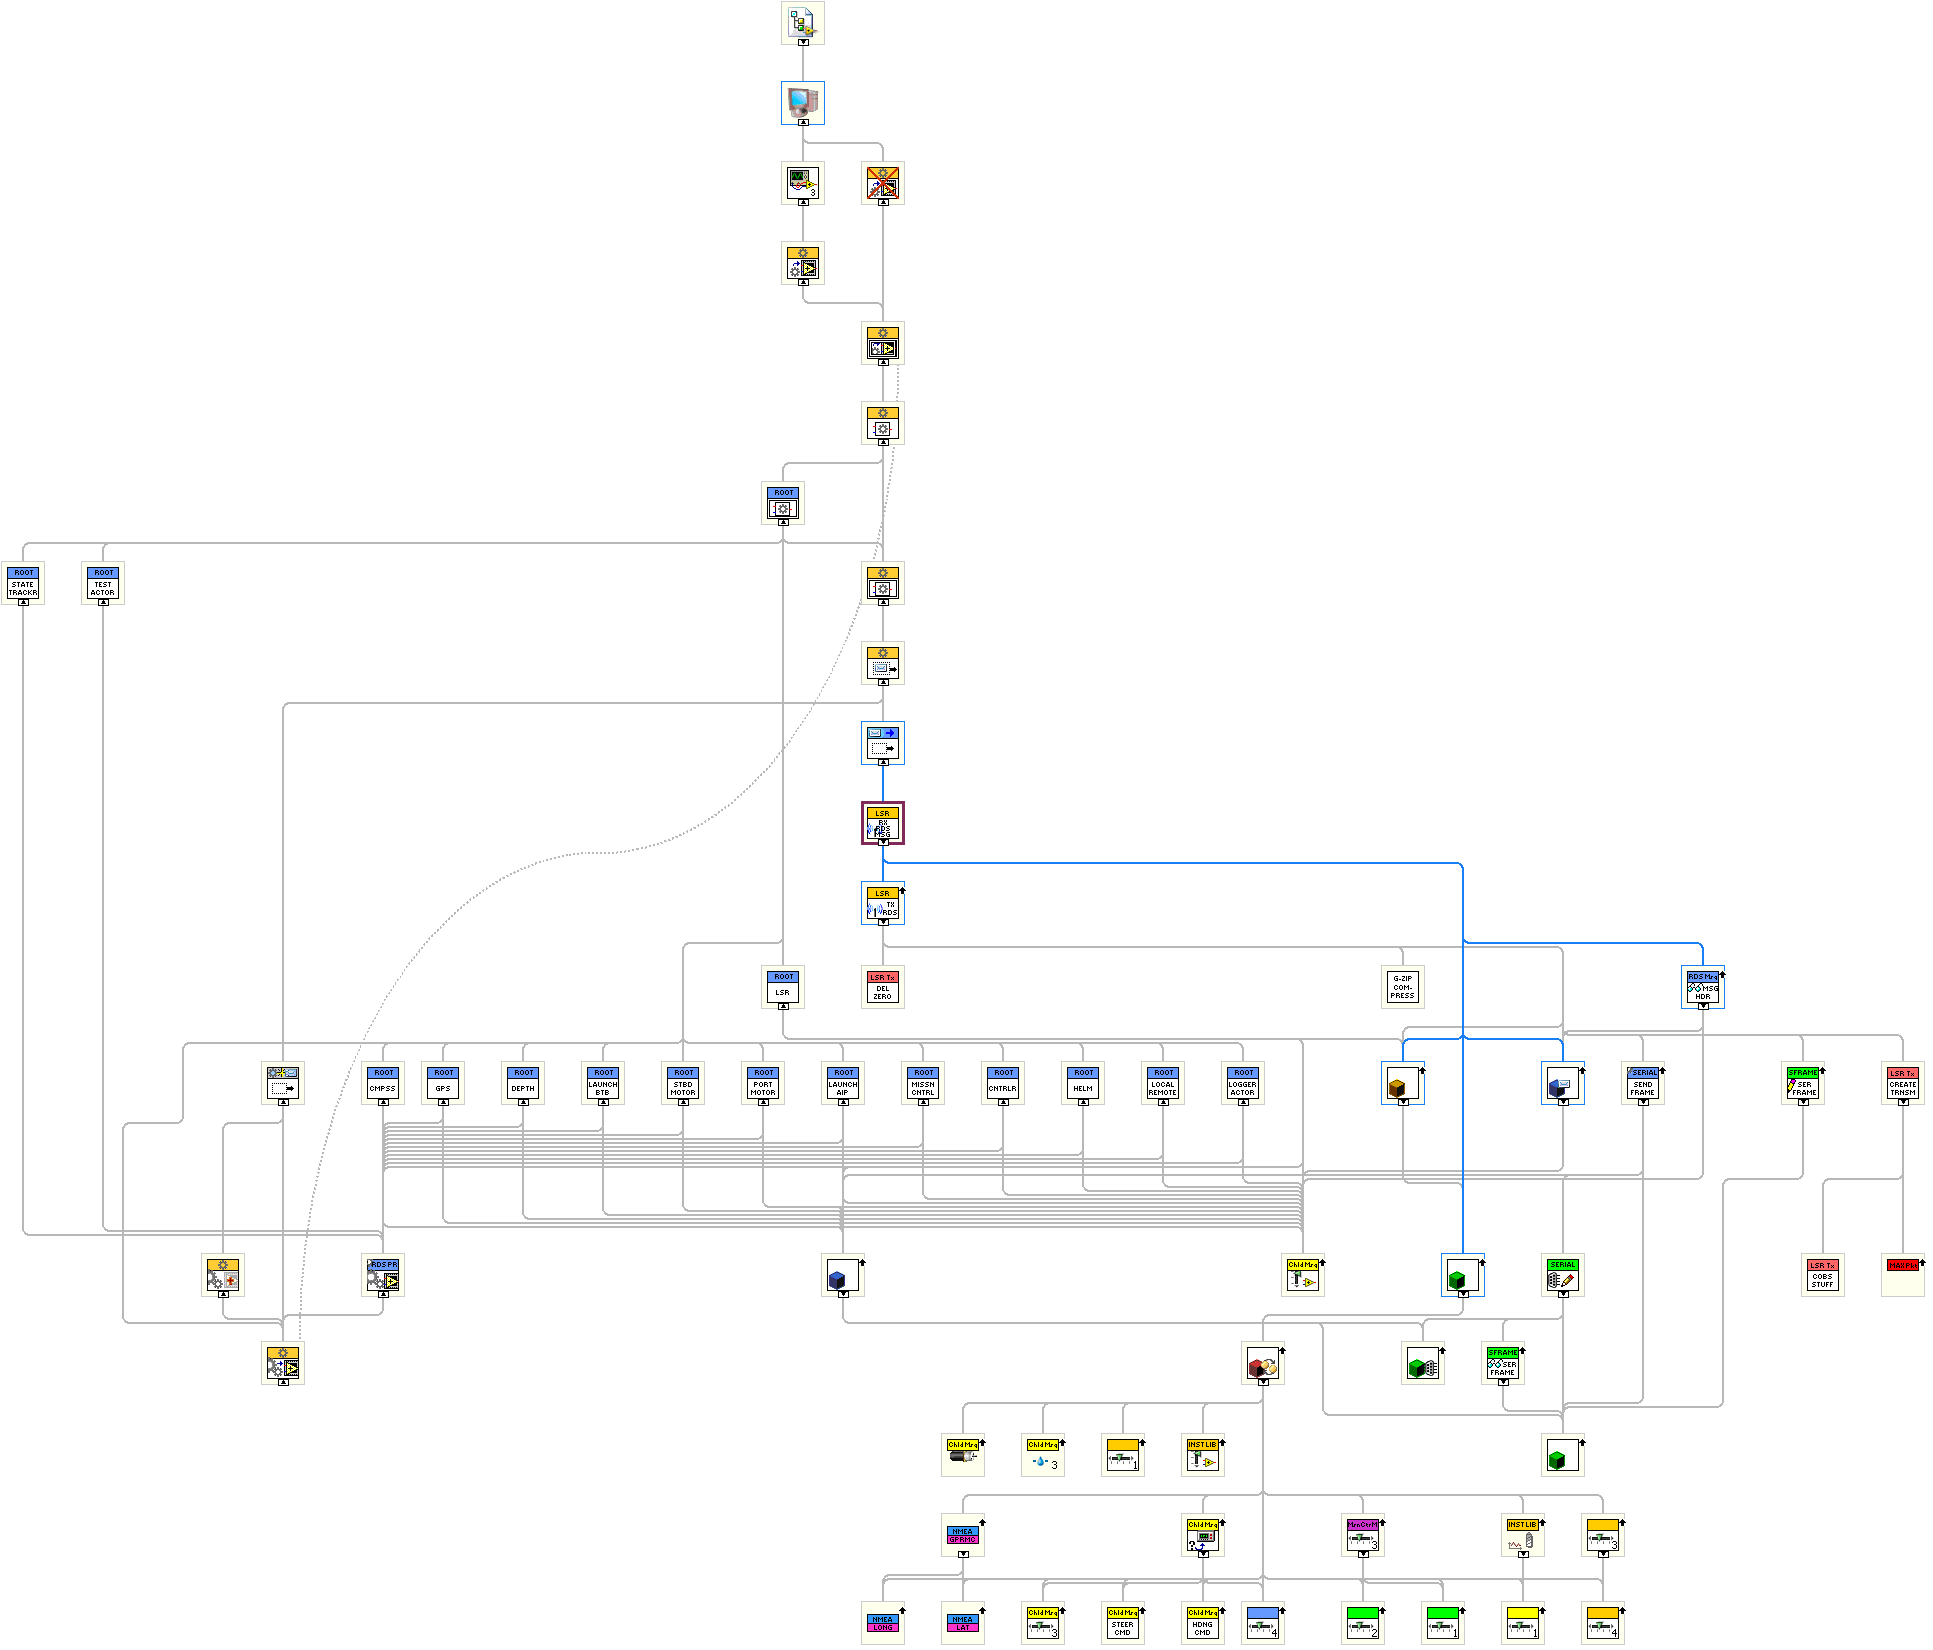 3
ROOT
ROOT
STATE
TRACKR
ROOT
TEST
ACTOR
LSR
RX
RDS
MSG
LSR
TX
RDS
ROOT
LSR
LSR Tx
DEL
ZERO
G-ZIP
COM-
PRESS
RDS Msg
MSG
HDR
ROOT
CMPSS
ROOT
GPS
ROOT
DEPTH
ROOT
LAUNCH
BTB
ROOT
STBD
MOTOR
ROOT
PORT
MOTOR
ROOT
LAUNCH
AIP
ROOT
MISSN
CNTRL
ROOT
CNTRLR
ROOT
HELM
ROOT
LOCAL
REMOTE
ROOT
LOGGER
ACTOR
SERIAL
SEND
FRAME
SFRAME
SER
FRAME
LSR Tx
CREATE
TRNSM
RDS PR
Chld Msg
SERIAL
LSR Tx
COBS
STUFF
SFRAME
SER
FRAME
Chld Msg
Chld Msg
3
1
INST LIB
NMEA
GPRMC
Chld Msg
?
3
INST LIB
3
NMEA
LONG
NMEA
LAT
Chld Msg
3
Chld Msg
STEER
CMD
Chld Msg
HDNG
CMD
4
2
1
1
4